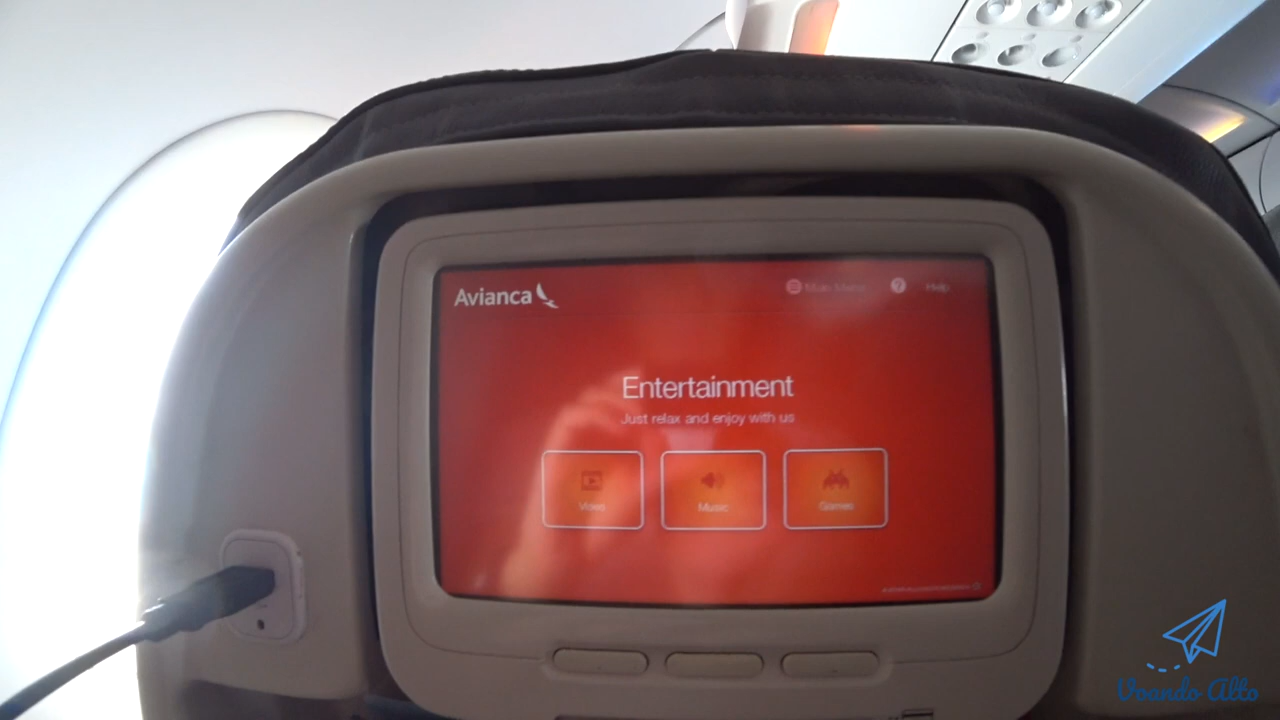 Avianca
Main Menu
? Help
Entertainment
Just relax and enjoy with us
Video Music Games
Voando Alto